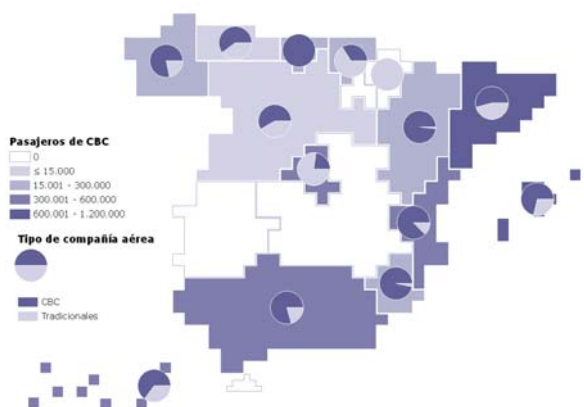 Pasajeros de CBC
0
≤ 15.000
15.001 - 300.000
300.001 - 600.000
600.001 - 1.200.000
Tipo de compañía aérea
CBC
Tradicionales